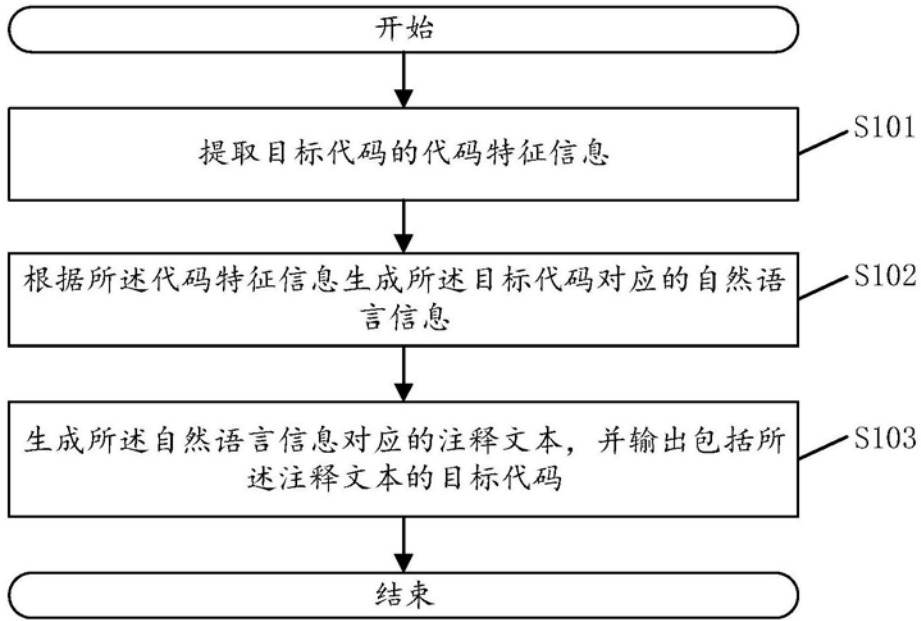 开始
提取目标代码的代码特征信息
S101
根据所述代码特征信息生成所述目标代码对应的自然语
言信息
S102
生成所述自然语言信息对应的注释文本，并输出包括所
述注释文本的目标代码
S103
结束